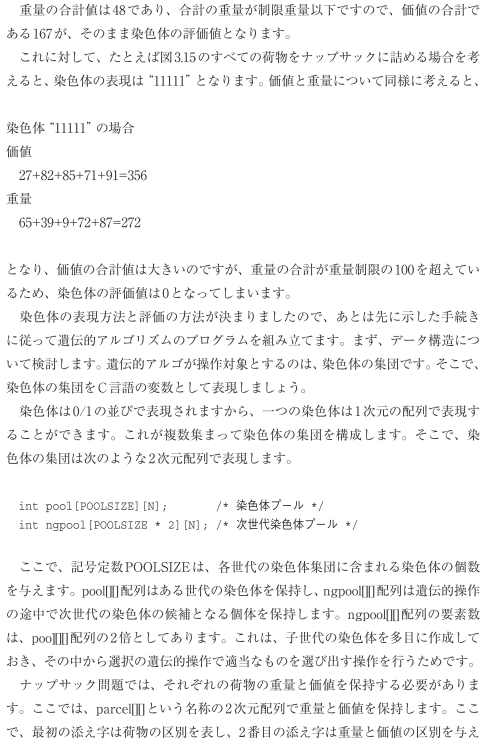 重量の合計値は48であり、合計の重量が制限重量以下ですので、価値の合計で
ある167が、そのまま染色体の評価値となります。
これに対して、たとえば図3.15のすべての荷物をナップサックに詰める場合を考
えると、染色体の表現は“11111”となります。価値と重量について同様に考えると、
染色体“11111”の場合
価値
27+82+85+71+91=356
重量
65+39+9+72+87=272
となり、価値の合計値は大きいのですが、重量の合計が重量制限の100を超えてい
るため、染色体の評価値は0となってしまいます。
染色体の表現方法と評価の方法が決まりましたので、あとは先に示した手続き
に従って遺伝的アルゴリズムのプログラムを組み立てます。まず、データ構造につ
いて検討します。遺伝的アルゴが操作対象とするのは、染色体の集団です。そこで、
染色体の集団をC言語の変数として表現しましょう。
染色体は0/1の並びで表現されますから、一つの染色体は1次元の配列で表現す
ることができます。これが複数集まって染色体の集団を構成します。そこで、染
色体の集団は次のような2次元配列で表現します。
int pool[POOLSIZE][N]; /* 染色体プール */
int ngpool[POOLSIZE * 2][N]; /* 次世代染色体プール */
ここで、記号定数POOLSIZEは、各世代の染色体集団に含まれる染色体の個数
を与えます。pool[][]配列はある世代の染色体を保持し、ngpool[][]配列は遺伝的操作
の途中で次世代の染色体の候補となる個体を保持します。ngpool[][]配列の要素数
は、pool[][]配列の2倍としてあります。これは、子世代の染色体を多目に作成して
おき、その中から選択の遺伝的操作で適当なものを選び出す操作を行うためです。
ナップサック問題では、それぞれの荷物の重量と価値を保持する必要がありま
す。ここでは、parcel[][]という名称の2次元配列で重量と価値を保持します。ここ
で、最初の添え字は荷物の区別を表し、2番目の添え字は重量と価値の区別を与え